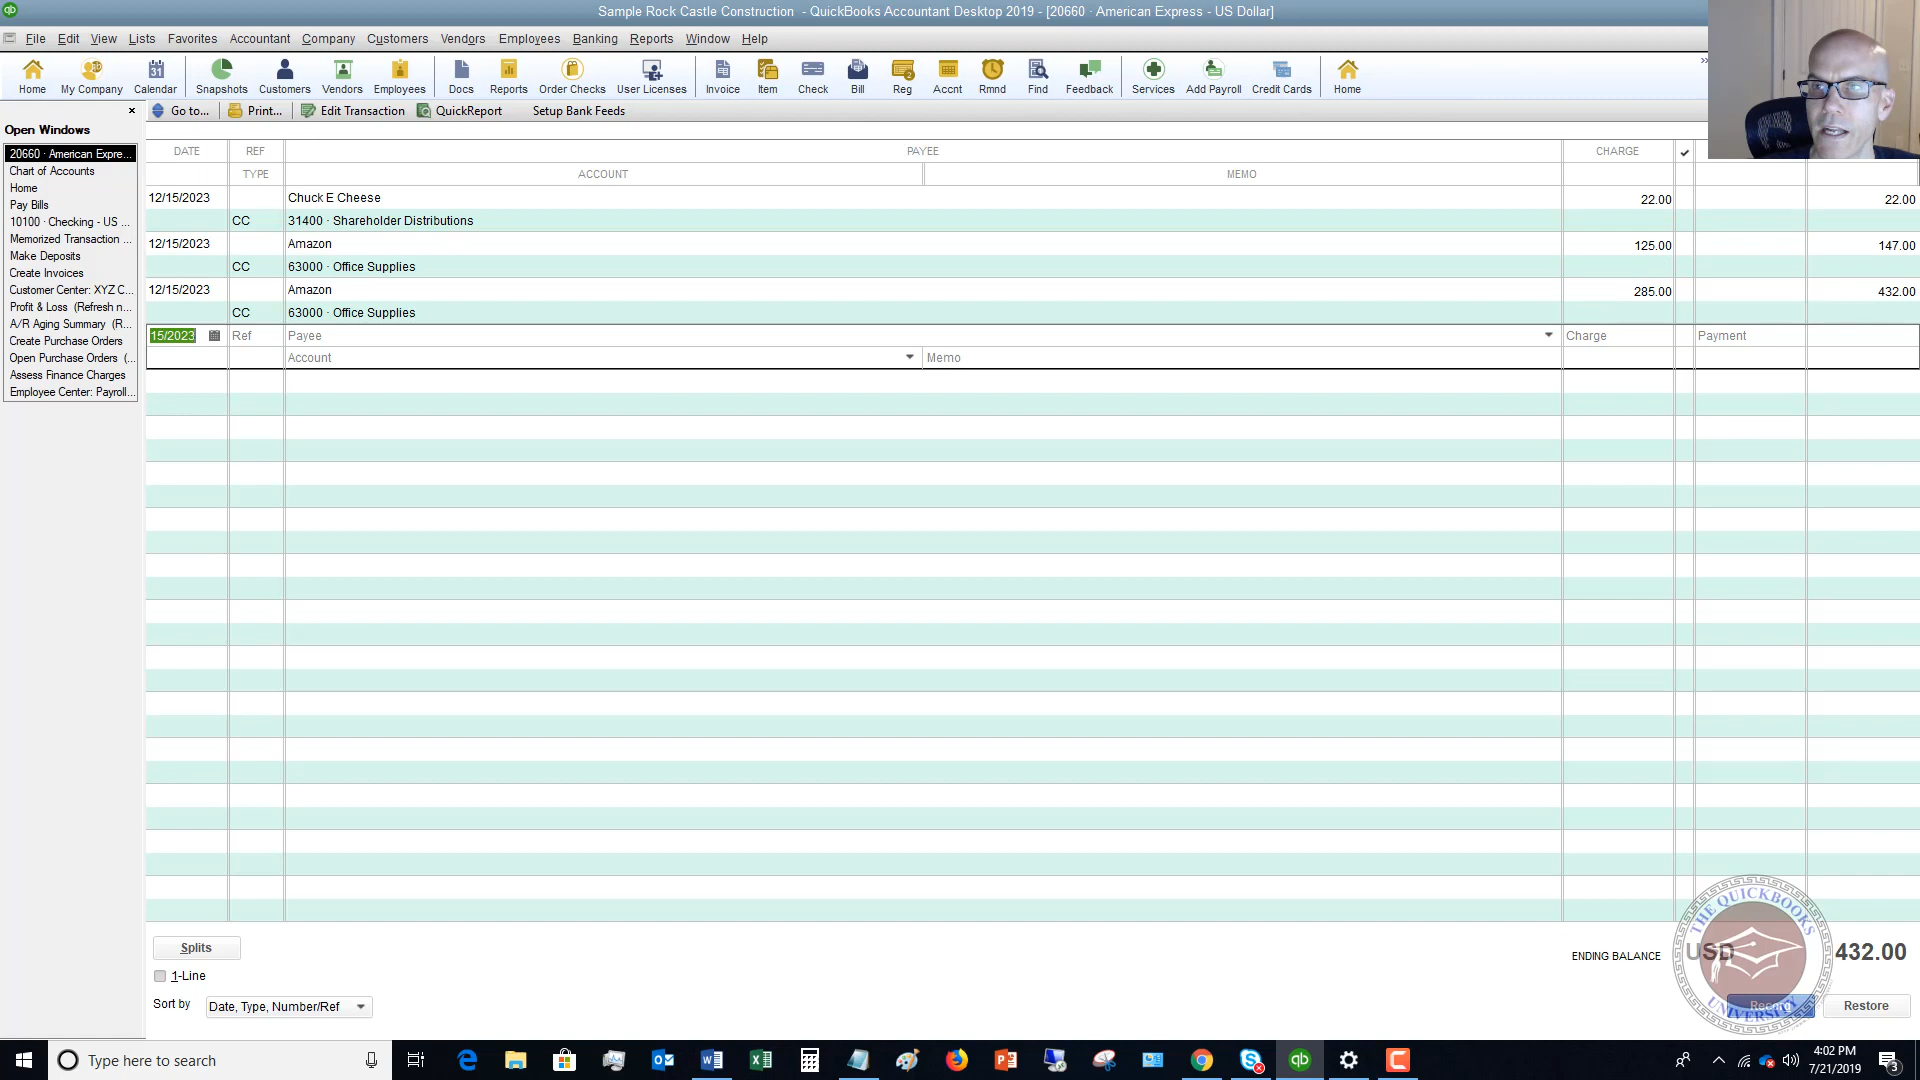 Sample Rock Castle Construction - QuickBooks Accountant Desktop 2019 - [20660 · American Express - US Dollar]
File Edit View Lists Favorites Accountant Company Customers Vendors Employees Banking Reports Window Help
Home My Company Calendar Snapshots Customers Vendors Employees Docs Reports Order Checks User Licenses Invoice Item Check Bill Reg Accnt Rmnd Find Feedback Services Add Payroll Credit Cards Home
Go to... Print... Edit Transaction QuickReport Setup Bank Feeds
Open Windows
20660 · American Expre...
Chart of Accounts
Home
Pay Bills
10100 · Checking - US ...
Memorized Transaction ...
Make Deposits
Create Invoices
Customer Center: XYZ C...
Profit & Loss (Refresh n...
A/R Aging Summary (R...
Create Purchase Orders
Open Purchase Orders (...
Assess Finance Charges
Employee Center: Payroll...
DATE REF PAYEE CHARGE
TYPE ACCOUNT MEMO
12/15/2023 Chuck E Cheese 22.00 22.00
CC 31400 · Shareholder Distributions
12/15/2023 Amazon 125.00 147.00
CC 63000 · Office Supplies
12/15/2023 Amazon 285.00 432.00
CC 63000 · Office Supplies
15/2023 Ref Payee Charge Payment
Account Memo
Splits
1-Line
Sort by Date, Type, Number/Ref
ENDING BALANCE USD 432.00
Record Restore
THE QUICKBOOKS
UNIVERSITY
Type here to search
4:02 PM
7/21/2019
3